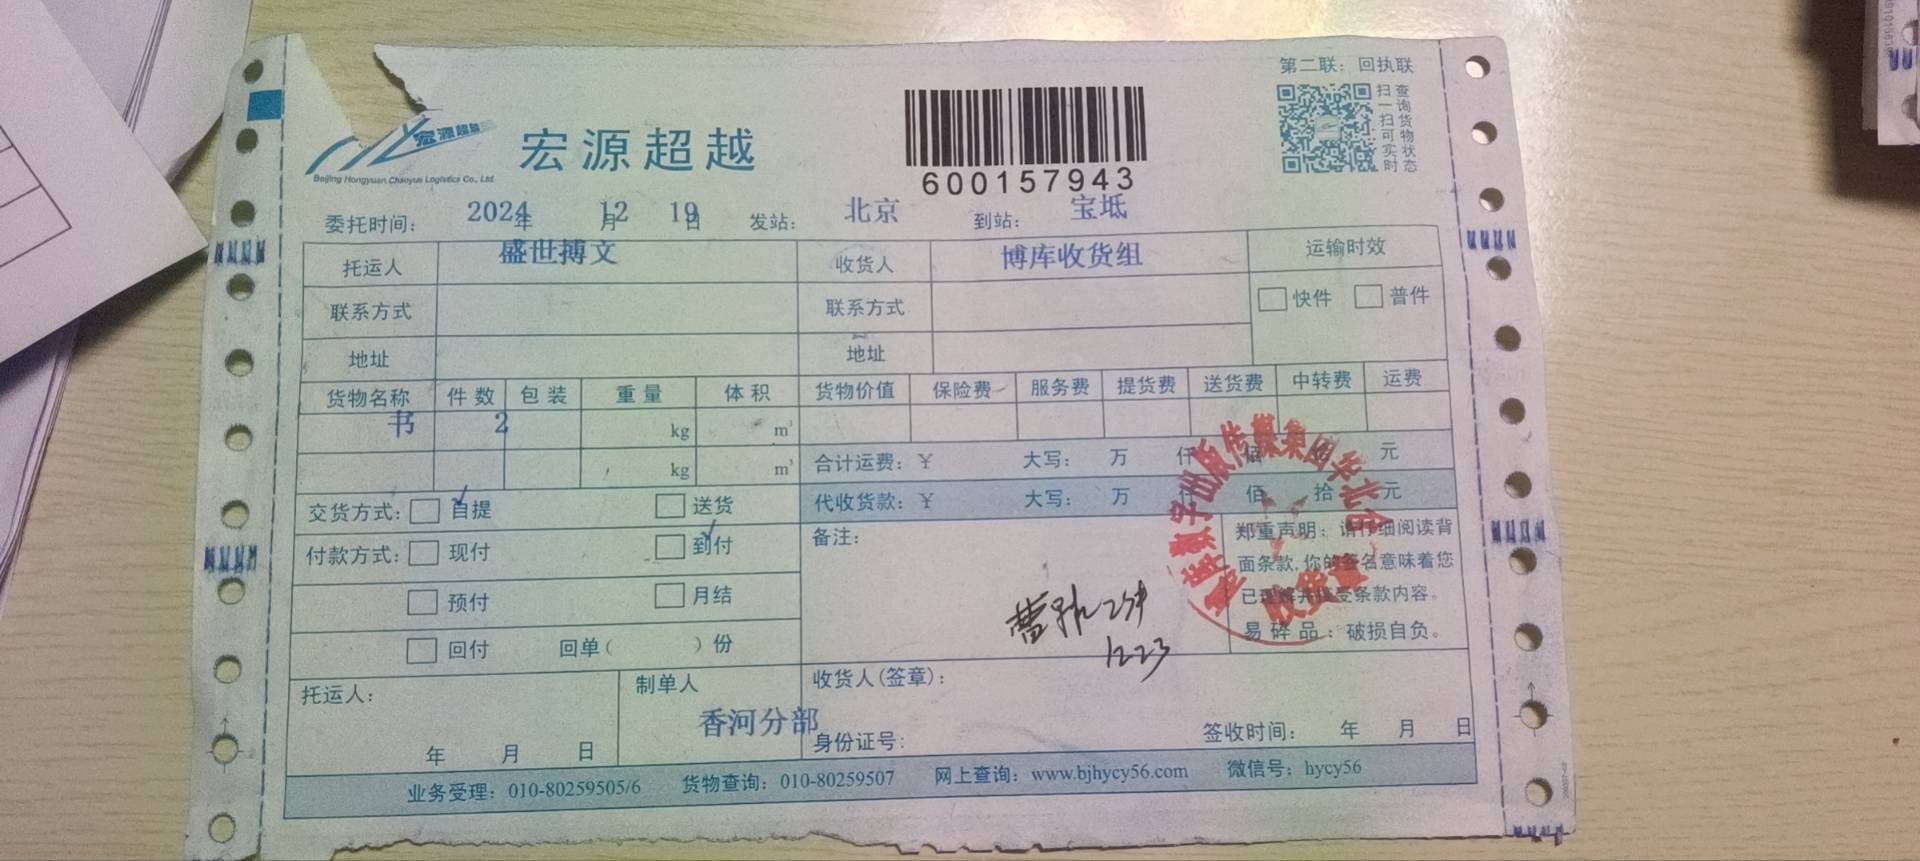 第二联：回执联
扫一扫可实时
查询货物状态
宏源超越
Beijing Hongyuan Chaoyue Logistics Co., Ltd.
宏源超越
600157943
委托时间： 2024年 12月 19日 发站： 北京 到站： 宝坻
托运人 盛世搏文 收货人 博库收货组 运输时效
联系方式 联系方式 快件 普件
地址 地址
货物名称 件数 包装 重量 体积 货物价值 保险费 服务费 提货费 送货费 中转费 运费
书 2 kg m³
kg m³ 合计运费：￥ 大写： 万 仟 佰 元
交货方式： 自提 送货 代收货款：￥ 大写： 万 仟 佰 拾 元
付款方式： 现付 到付 备注：
预付 月结
回付 回单（ ）份
郑重声明：请仔细阅读背
面条款,你的签名意味着您
已理解并接受条款内容。
易碎品：破损自负。
2件
12.23
收货章
托运人： 制单人 收货人(签章)：
香河分部
年 月 日 身份证号： 签收时间： 年 月 日
业务受理：010-80259505/6 货物查询：010-80259507 网上查询：www.bjhycy56.com 微信号：hycy56